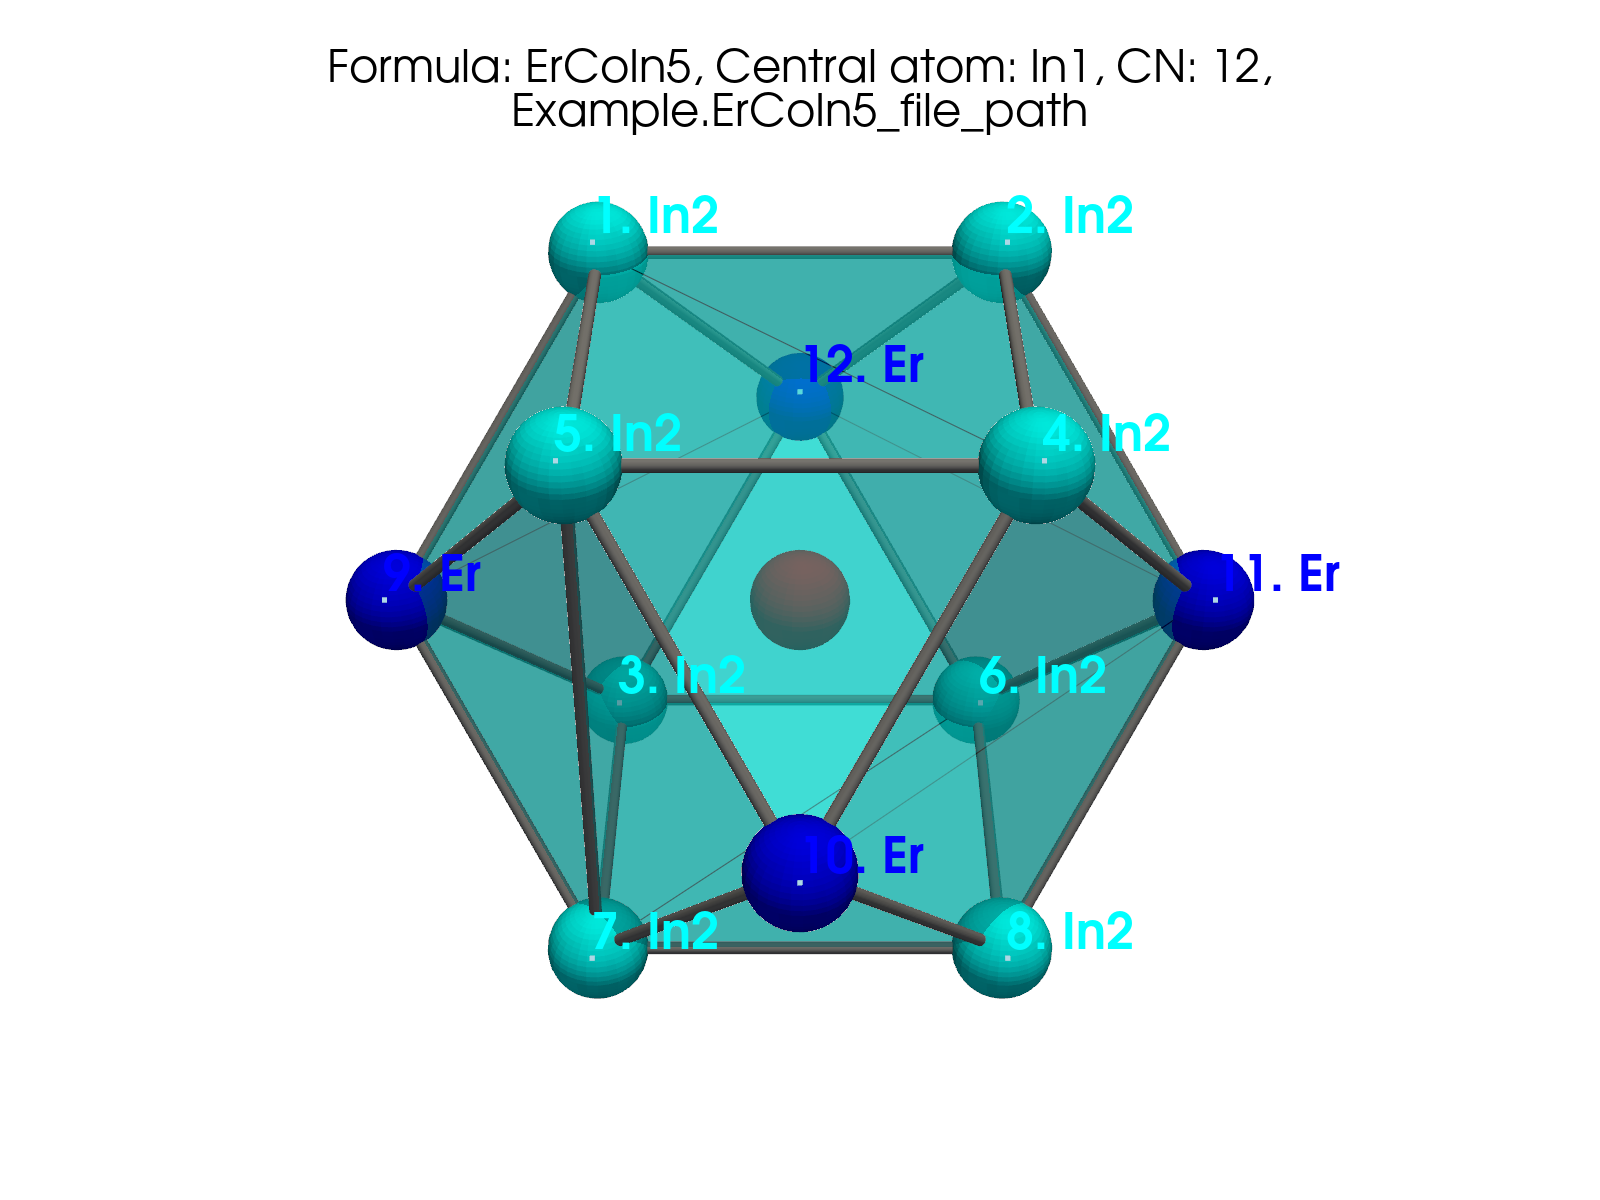 Formula: ErCoIn5, Central atom: In1, CN: 12,
Example.ErCoIn5_file_path
1. In2
2. In2
12. Er
5. In2
4. In2
9. Er
11. Er
3. In2
6. In2
10. Er
7. In2
8. In2